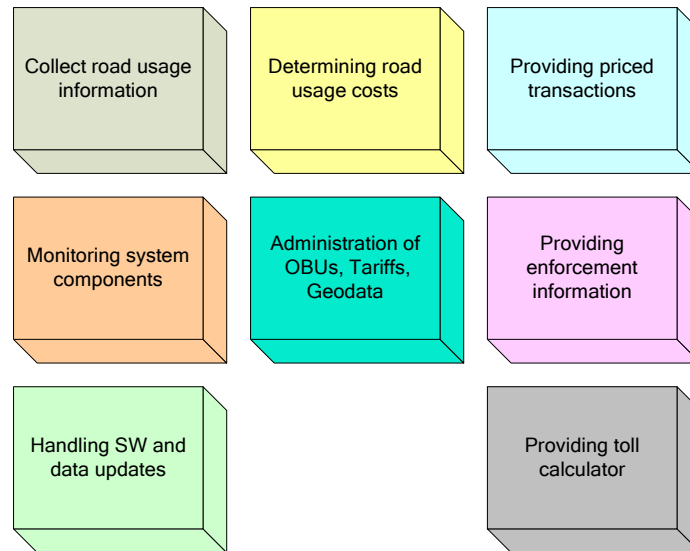 Collect road usage
information
Determining road
usage costs
Providing priced
transactions
Monitoring system
components
Administration of
OBUs, Tariffs,
Geodata
Providing
enforcement
information
Handling SW and
data updates
Providing toll
calculator